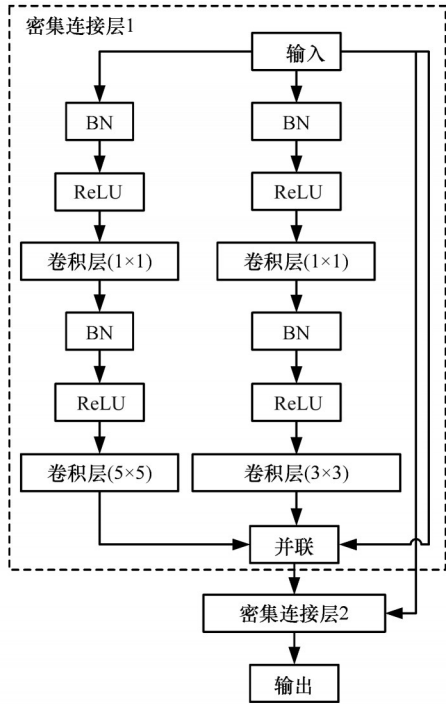 密集连接层1
输入
BN
BN
ReLU
ReLU
卷积层(1×1)
卷积层(1×1)
BN
BN
ReLU
ReLU
卷积层(5×5)
卷积层(3×3)
并联
密集连接层2
输出